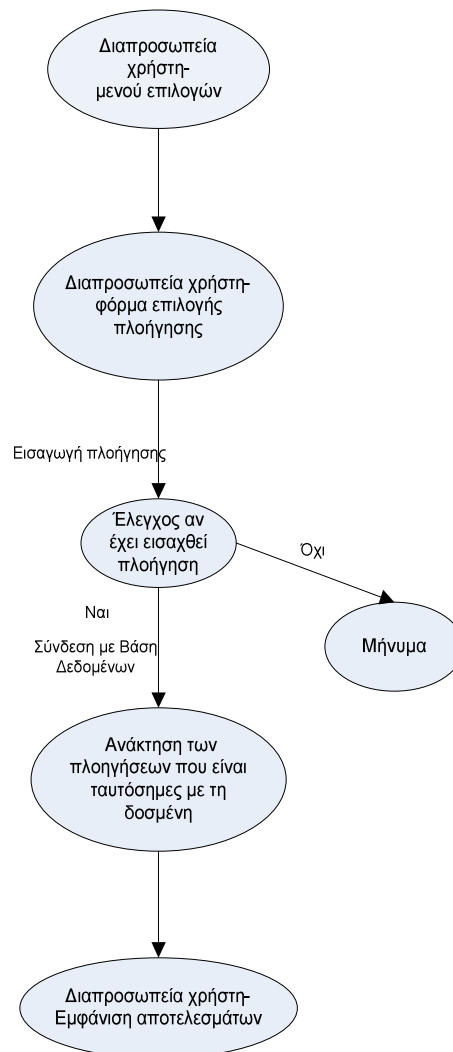 Διαπροσωπεία
χρήστη-
μενού επιλογών
Διαπροσωπεία χρήστη-
φόρμα επιλογής
πλοήγησης
Εισαγωγή πλοήγησης
Έλεγχος αν
έχει εισαχθεί
πλοήγηση
Όχι
Μήνυμα
Ναι
Σύνδεση με Βάση
Δεδομένων
Ανάκτηση των
πλοηγήσεων που είναι
ταυτόσημες με τη
δοσμένη
Διαπροσωπεία χρήστη-
Εμφάνιση αποτελεσμάτων